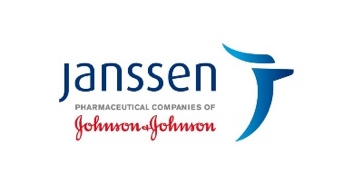 janssen
PHARMACEUTICAL COMPANIES OF
Johnson & Johnson